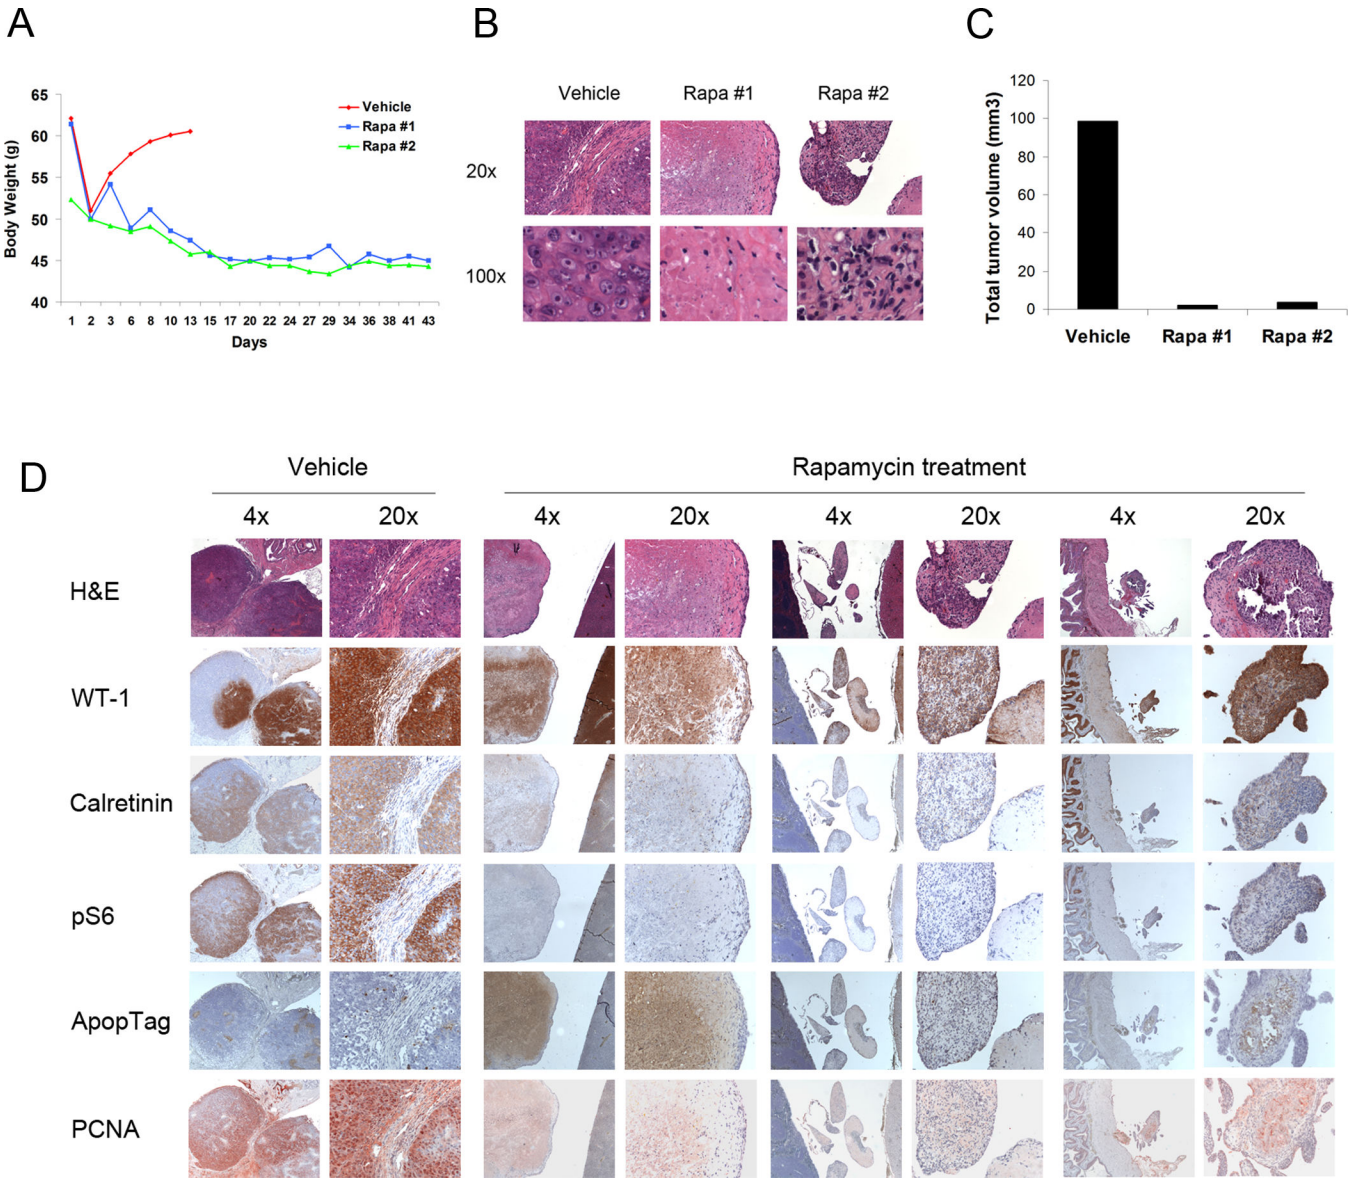 A
B
C
65
60
55
50
45
40
Body Weight (g)
Vehicle
Rapa #1
Rapa #2
1 2 3 6 8 10 13 15 17 20 22 24 27 29 34 36 38 41 43
Days
Vehicle Rapa #1 Rapa #2
20x
100x
120
100
80
60
40
20
0
Total tumor volume (mm3)
Vehicle Rapa #1 Rapa #2
D
Vehicle Rapamycin treatment
4x 20x 4x 20x 4x 20x 4x 20x
H&E
WT-1
Calretinin
pS6
ApopTag
PCNA